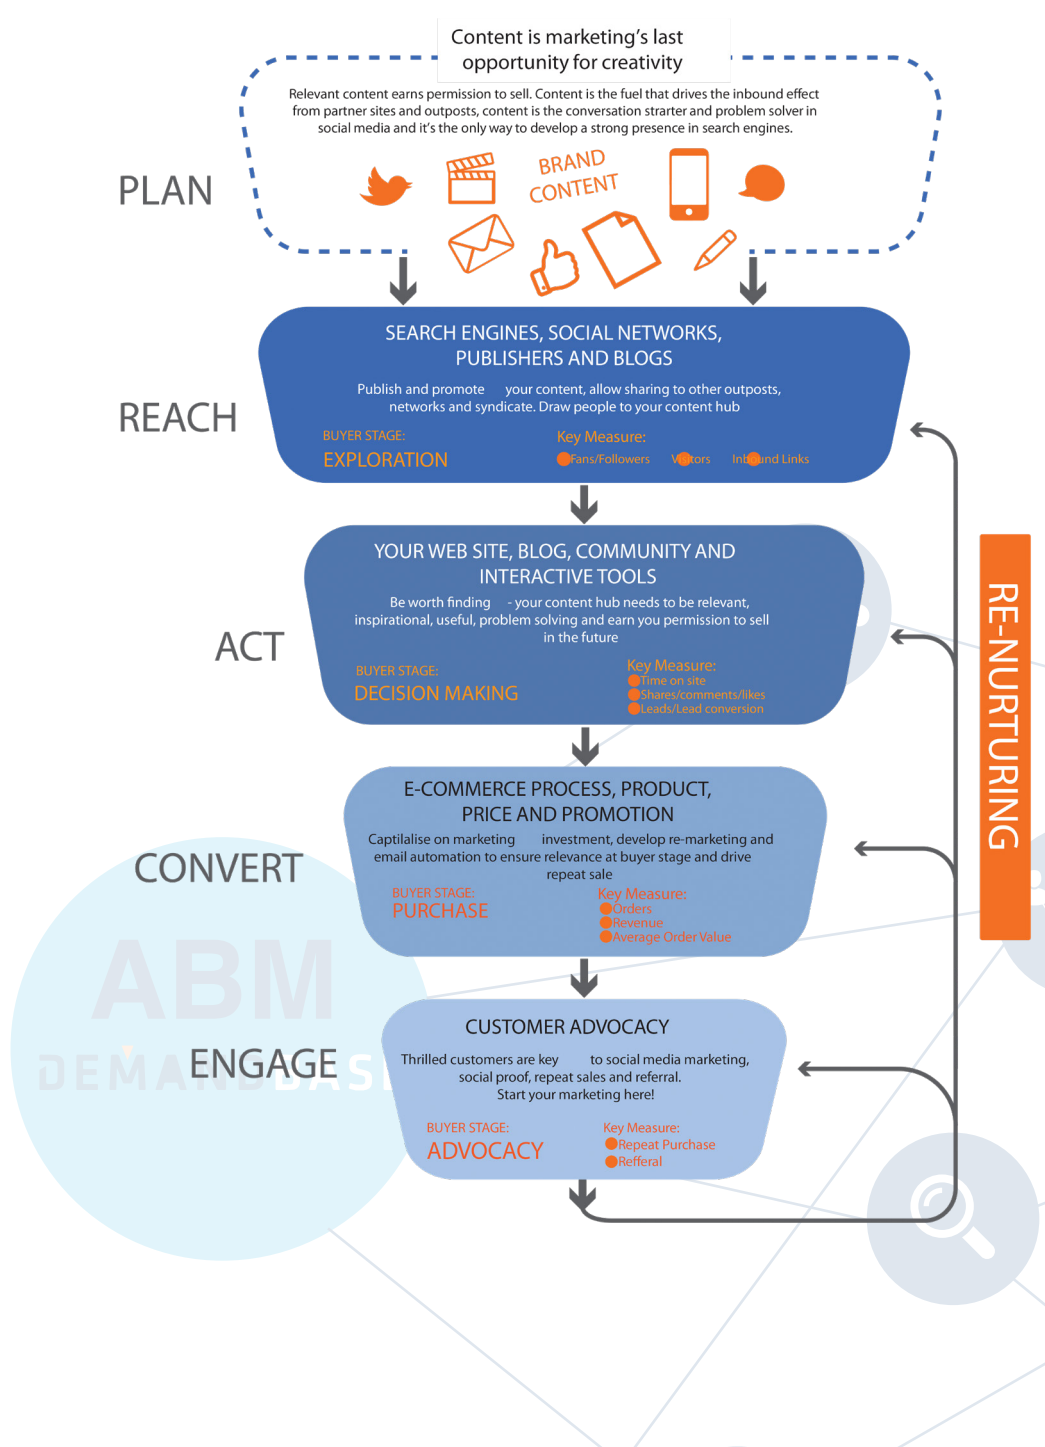 Content is marketing's last
opportunity for creativity
Relevant content earns permission to sell. Content is the fuel that drives the inbound effect
from partner sites and outposts, content is the conversation strarter and problem solver in
social media and it's the only way to develop a strong presence in search engines.
PLAN
BRAND
CONTENT
SEARCH ENGINES, SOCIAL NETWORKS,
PUBLISHERS AND BLOGS
Publish and promote your content, allow sharing to other outposts,
networks and syndicate. Draw people to your content hub
REACH
BUYER STAGE:
EXPLORATION
Key Measure:
Fans/Followers Visitors Inbound Links
YOUR WEB SITE, BLOG, COMMUNITY AND
INTERACTIVE TOOLS
Be worth finding - your content hub needs to be relevant,
inspirational, useful, problem solving and earn you permission to sell
in the future
ACT
BUYER STAGE:
DECISION MAKING
Key Measure:
Time on site
Shares/comments/likes
Leads/Lead conversion
RE-NURTURING
E-COMMERCE PROCESS, PRODUCT,
PRICE AND PROMOTION
Captilalise on marketing investment, develop re-marketing and
email automation to ensure relevance at buyer stage and drive
repeat sale
CONVERT
BUYER STAGE:
PURCHASE
Key Measure:
Orders
Revenue
Average Order Value
ABM
DEMANDBASE
CUSTOMER ADVOCACY
Thrilled customers are key to social media marketing,
social proof, repeat sales and referral.
Start your marketing here!
ENGAGE
BUYER STAGE:
ADVOCACY
Key Measure:
Repeat Purchase
Refferal